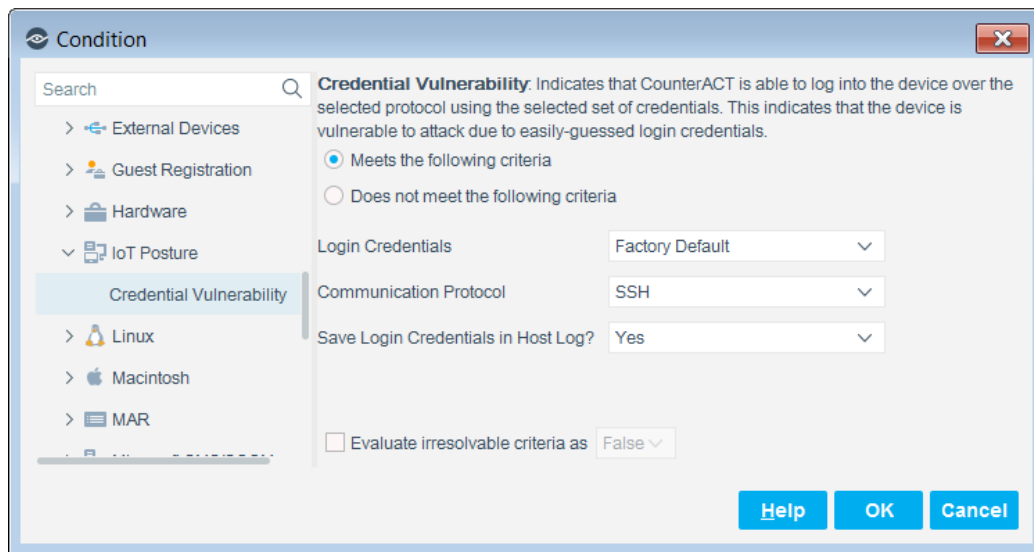 Condition
Search
External Devices
Guest Registration
Hardware
IoT Posture
Credential Vulnerability
Linux
Macintosh
MAR
Credential Vulnerability: Indicates that CounterACT is able to log into the device over the
selected protocol using the selected set of credentials. This indicates that the device is
vulnerable to attack due to easily-guessed login credentials.
Meets the following criteria
Does not meet the following criteria
Login Credentials Factory Default
Communication Protocol SSH
Save Login Credentials in Host Log? Yes
Evaluate irresolvable criteria as False
Help OK Cancel